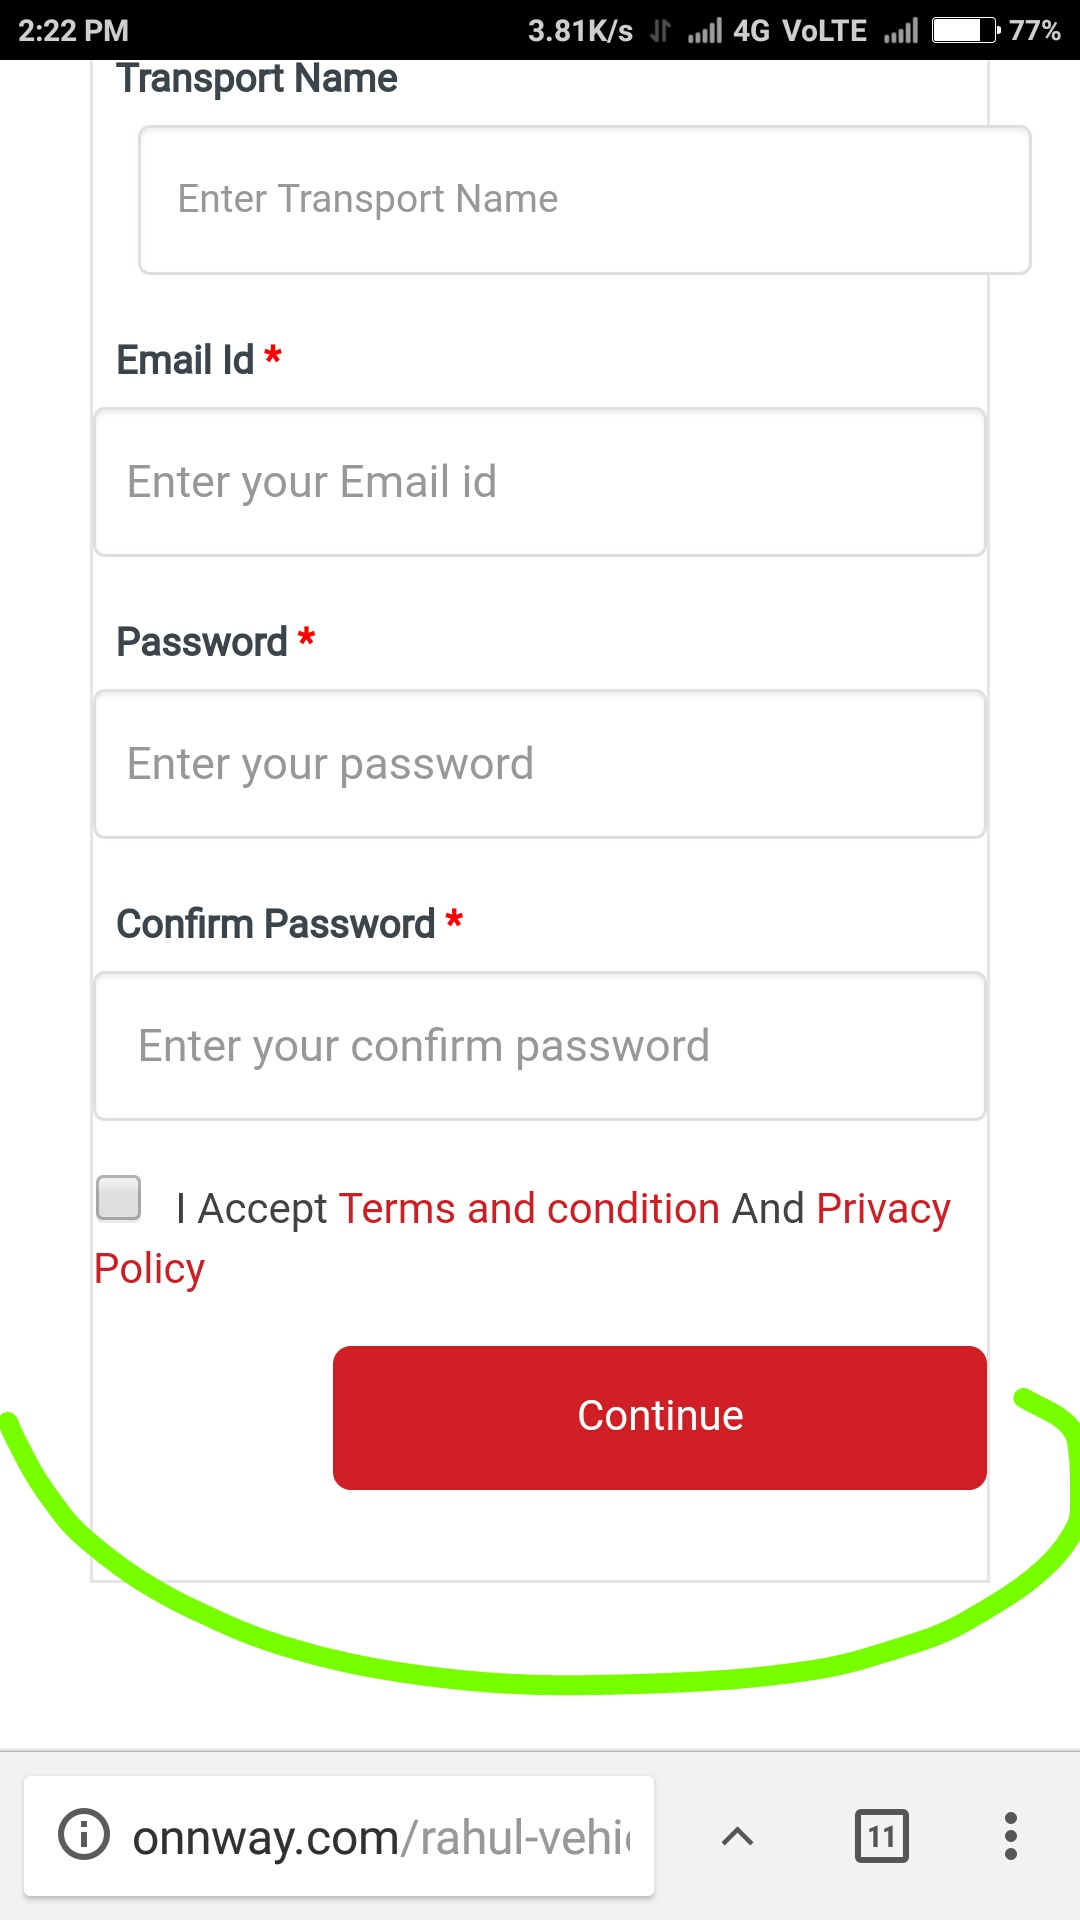 2:22 PM 3.81K/s 4G VoLTE 77%
Transport Name
Enter Transport Name
Email Id *
Enter your Email id
Password *
Enter your password
Confirm Password *
Enter your confirm password
I Accept Terms and condition And Privacy
Policy
Continue
onnway.com/rahul-vehi 11